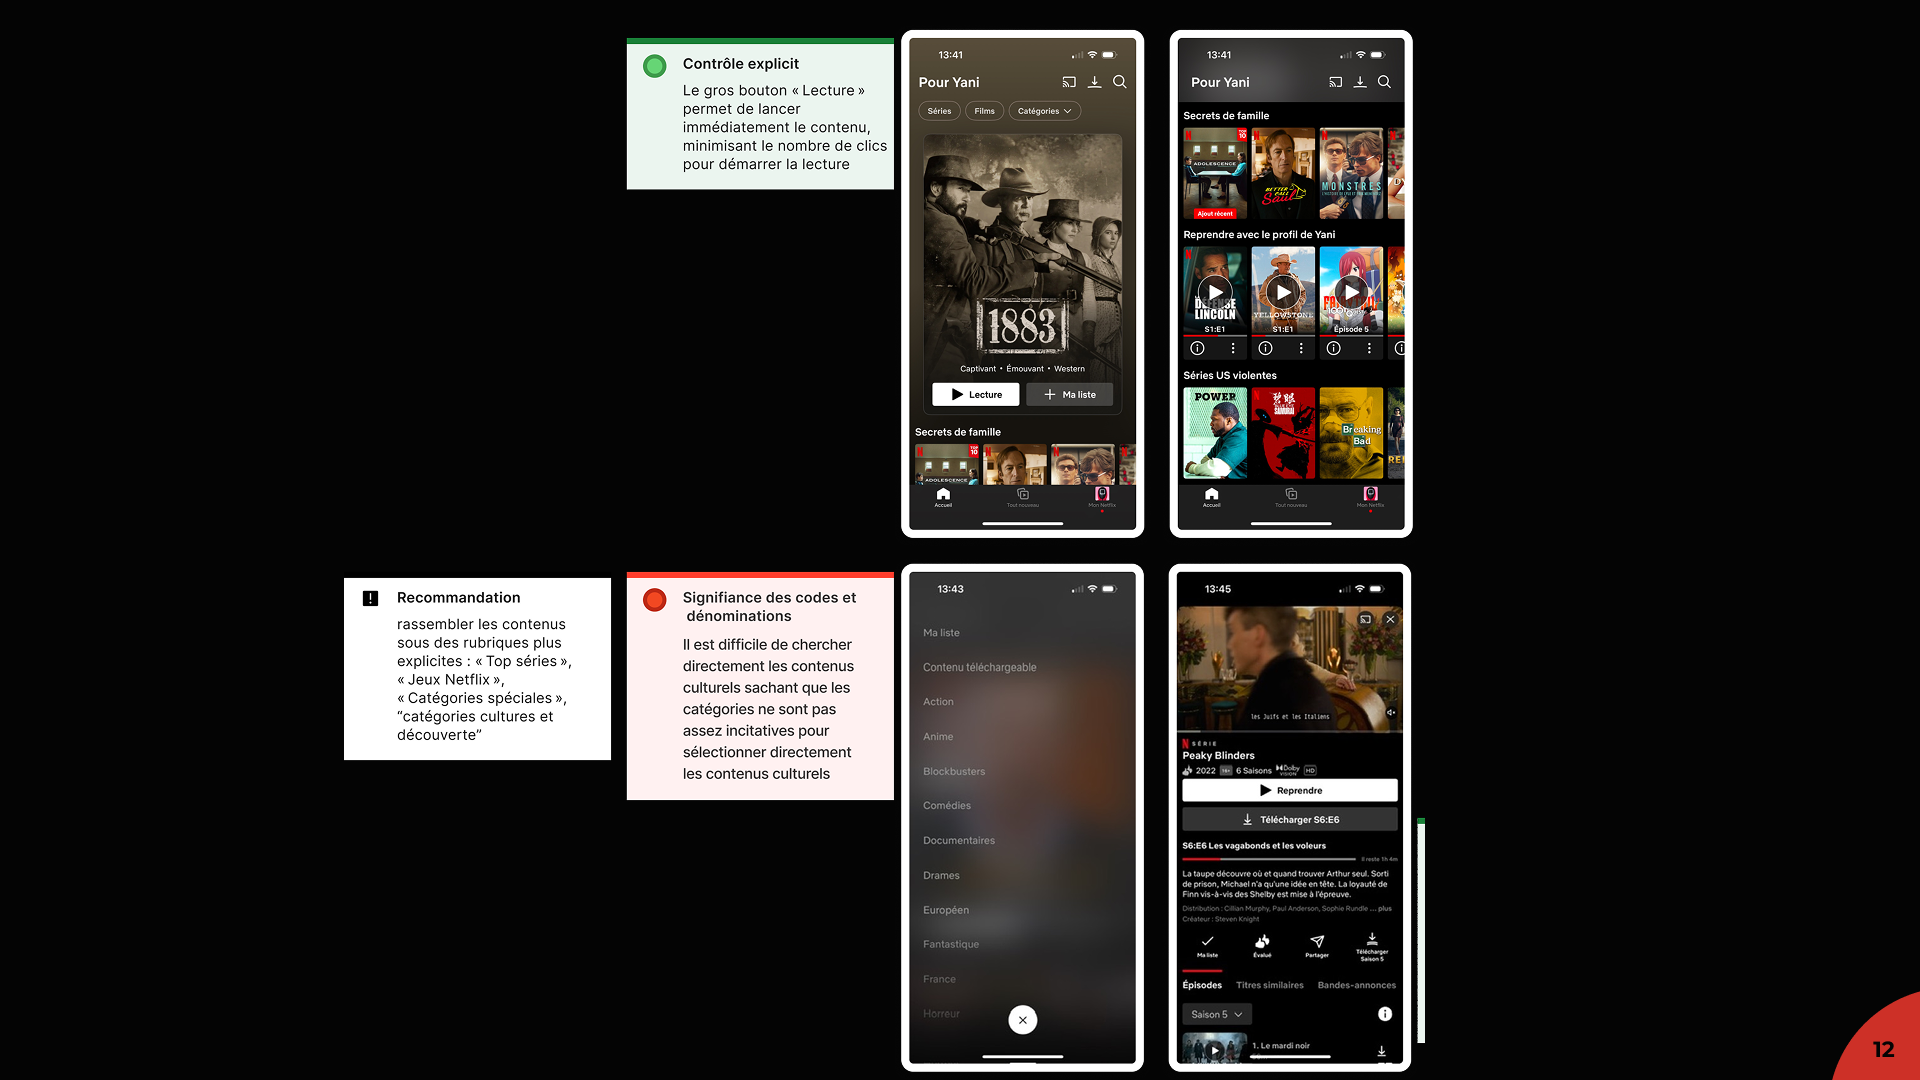 Contrôle explicit
Le gros bouton « Lecture »
permet de lancer
immédiatement le contenu,
minimisant le nombre de clics
pour démarrer la lecture
13:41
Pour Yani
Séries
Films
Catégories
1883
Captivant • Émouvant • Western
Lecture
Ma liste
Secrets de famille
TOP 10
ADOLESCENCE
Accueil
Tout nouveau
Mon Netflix
13:41
Pour Yani
Secrets de famille
TOP 10
ADOLESCENCE
Ajout récent
BETTER CALL Saul
MONSTRES
Reprendre avec le profil de Yani
DÉFENSE
LINCOLN
S1:E1
YELLOWSTONE
S1:E1
Épisode 5
Séries US violentes
POWER
BLUE EYE
SAMURAI
Breaking
Bad
Accueil
Tout nouveau
Mon Netflix
Recommandation
rassembler les contenus
sous des rubriques plus
explicites : « Top séries »,
« Jeux Netflix »,
« Catégories spéciales »,
“catégories cultures et
découverte”
Signifiance des codes et
dénominations
Il est difficile de chercher
directement les contenus
culturels sachant que les
catégories ne sont pas
assez incitatives pour
sélectionner directement
les contenus culturels
13:43
Ma liste
Contenu téléchargeable
Action
Anime
Blockbusters
Comédies
Documentaires
Drames
Européen
Fantastique
France
Horreur
13:45
les Juifs et les Italiens
N SÉRIE
Peaky Blinders
2022 16+ 6 Saisons Dolby VISION HD
Reprendre
Télécharger S6:E6
S6:E6 Les vagabonds et les voleurs
Il reste 1h 4m
La taupe découvre où et quand trouver Arthur seul. Sorti
de prison, Michael n'a qu'une idée en tête. La loyauté de
Finn vis-à-vis des Shelby est mise à l'épreuve.
Distribution : Cillian Murphy, Paul Anderson, Sophie Rundle ... plus
Créateur : Steven Knight
Ma liste
Évalué
Partager
Télécharger
Saison 5
Épisodes
Titres similaires
Bandes-annonces
Saison 5
1. Le mardi noir
12